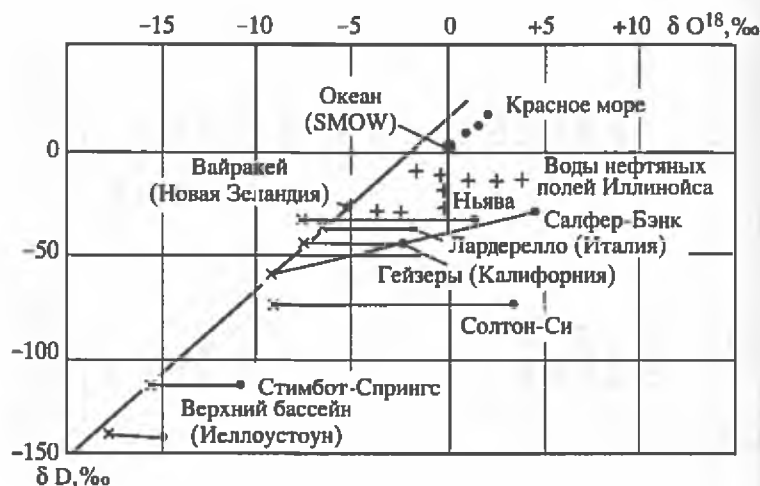 −15 −10 −5 0 δ O¹⁸,‰ +5 +10
Океан
(SMOW)
Красное море
0
Вайракей
(Новая Зеландия)
Воды нефтяных
полей Иллинойса
Ньява
Салфер-Бэнк
Лардерелло (Италия)
−50
Гейзеры (Калифорния)
Солтон-Си
−100
Стимбот-Спрингс
Верхний бассейн
(Иеллоустоун)
−150
δ D,‰